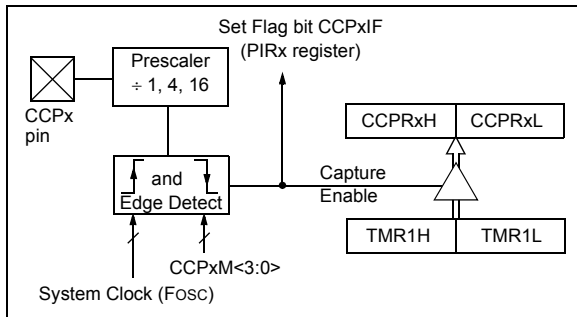 Set Flag bit CCPxIF
(PIRx register)
Prescaler
÷ 1, 4, 16
CCPx
pin
CCPRxH
CCPRxL
and
Edge Detect
Capture
Enable
TMR1H
TMR1L
CCPxM<3:0>
System Clock (FOSC)